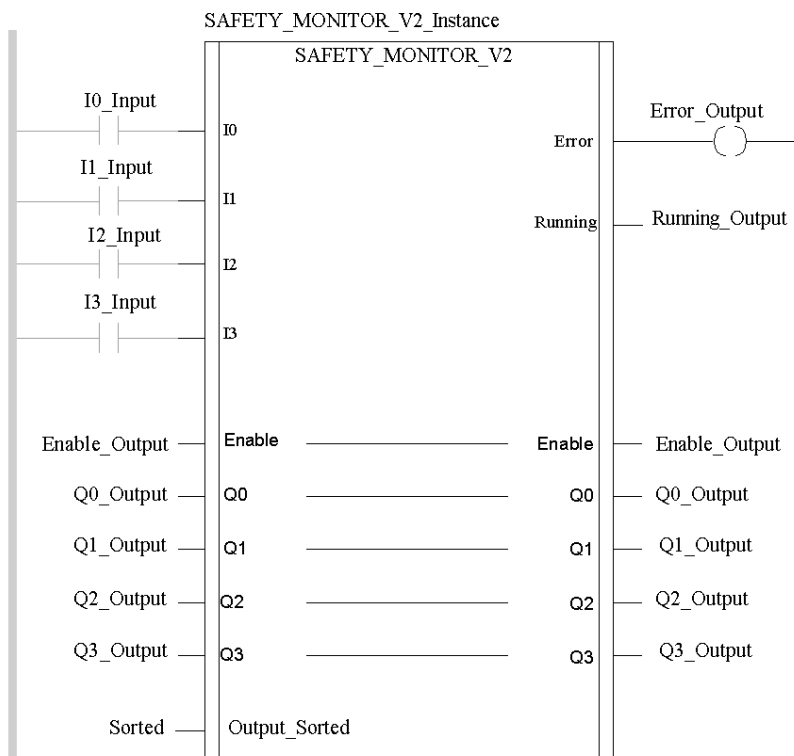 SAFETY_MONITOR_V2_Instance
SAFETY_MONITOR_V2
I0_Input
I0
Error_Output
Error
I1_Input
I1
Running
Running_Output
I2_Input
I2
I3_Input
I3
Enable_Output Enable Enable Enable_Output
Q0_Output Q0 Q0 Q0_Output
Q1_Output Q1 Q1 Q1_Output
Q2_Output Q2 Q2 Q2_Output
Q3_Output Q3 Q3 Q3_Output
Sorted Output_Sorted